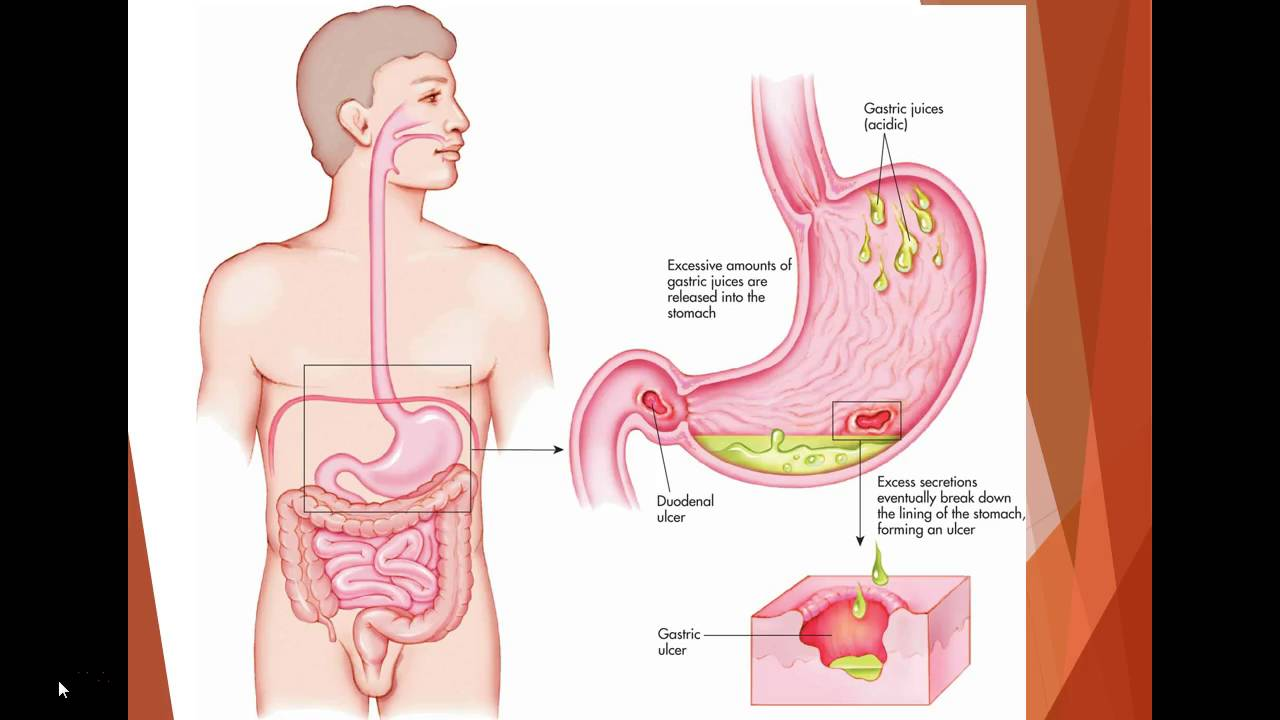 Gastric juices
(acidic)
Excessive amounts of
gastric juices are
released into the
stomach
Duodenal
ulcer
Excess secretions
eventually break down
the lining of the stomach,
forming an ulcer
Gastric
ulcer